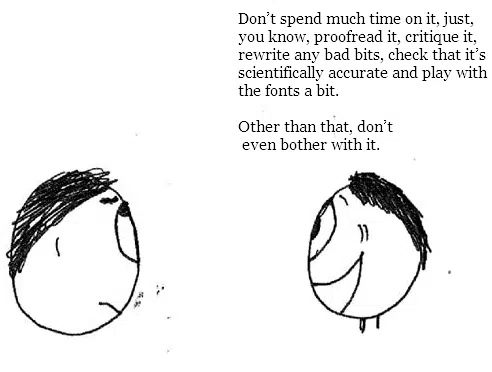 Don’t spend much time on it, just,
you know, proofread it, critique it,
rewrite any bad bits, check that it’s
scientifically accurate and play with
the fonts a bit.
Other than that, don’t
even bother with it.